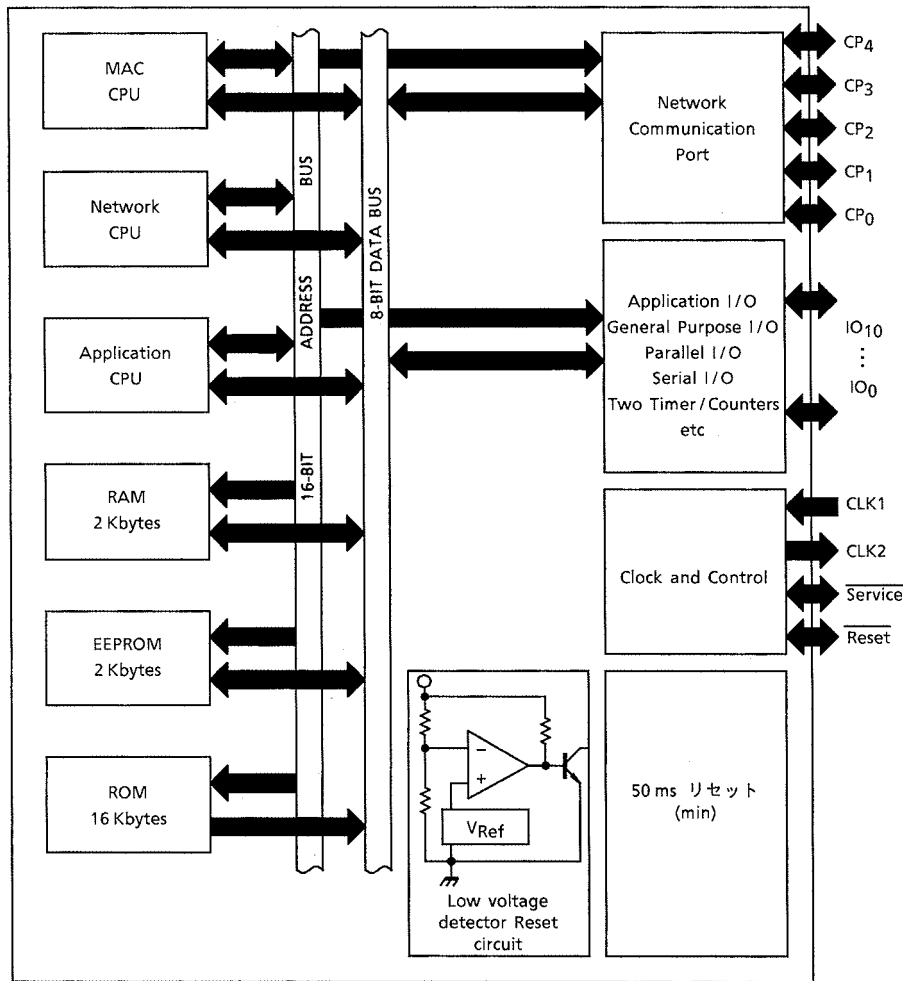 MAC
CPU
Network
CPU
Application
CPU
RAM
2 Kbytes
EEPROM
2 Kbytes
ROM
16 Kbytes
16-BIT ADDRESS BUS
8-BIT DATA BUS
Network
Communication
Port
CP4
CP3
CP2
CP1
CP0
Application I/O
General Purpose I/O
Parallel I/O
Serial I/O
Two Timer/Counters
etc
IO10
⋮
IO0
Clock and Control
CLK1
CLK2
Service
Reset
−
+
VRef
Low voltage
detector Reset
circuit
50 ms リセット
(min)